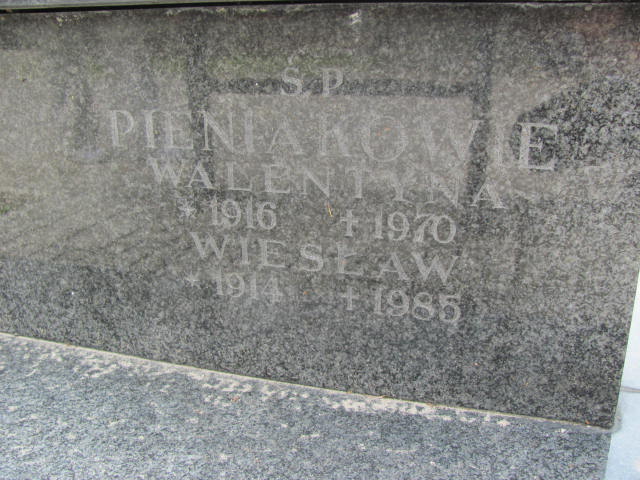 Ś.P.
PIENIAKOWIE
WALENTYNA
* 1916 † 1970
WIESŁAW
* 1914 † 1985